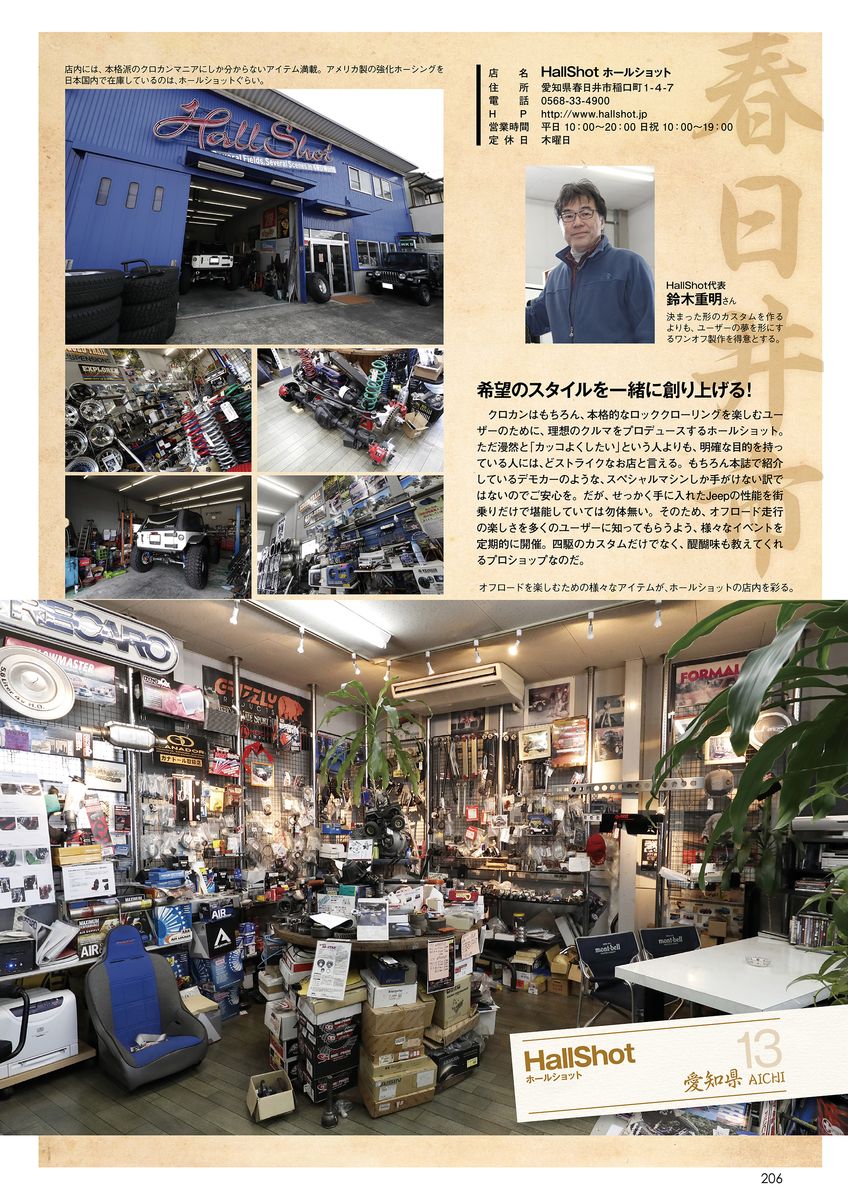 店内には、本格派のクロカンマニアにしか分からないアイテム満載。アメリカ製の強化ホーシングを
日本国内で在庫しているのは、ホールショットぐらい。
Hall Shot
Several Fields, Several Scenes in 4WD World
EXPLORER
店　名 HallShot ホールショット
住　所 愛知県春日井市稲口町1-4-7
電　話 0568-33-4900
H　P http://www.hallshot.jp
営業時間 平日 10：00〜20：00 日祝 10：00〜19：00
定 休 日 木曜日
春日井市
HallShot代表
鈴木重明さん
決まった形のカスタムを作る
よりも、ユーザーの夢を形にす
るワンオフ製作を得意とする。
希望のスタイルを一緒に創り上げる！
　クロカンはもちろん、本格的なロッククローリングを楽しむユー
ザーのために、理想のクルマをプロデュースするホールショット。
ただ漫然と「カッコよくしたい」という人よりも、明確な目的を持っ
ている人には、どストライクなお店と言える。もちろん本誌で紹介
しているデモカーのような、スペシャルマシンしか手がけない訳で
はないのでご安心を。だが、せっかく手に入れたJeepの性能を街
乗りだけで堪能していては勿体無い。そのため、オフロード走行
の楽しさを多くのユーザーに知ってもらうよう、様々なイベントを
定期的に開催。四駆のカスタムだけでなく、醍醐味も教えてくれ
るプロショップなのだ。
オフロードを楽しむための様々なアイテムが、ホールショットの店内を彩る。
RECARO
FLOWMASTER
GRIZZLY
PRODUCTS
GANADOR
ガナドール取扱店
FORMAL
AIR
AIR
mont-bell
mont-bell
HallShot
ホールショット
13
愛知県 AICHI
206